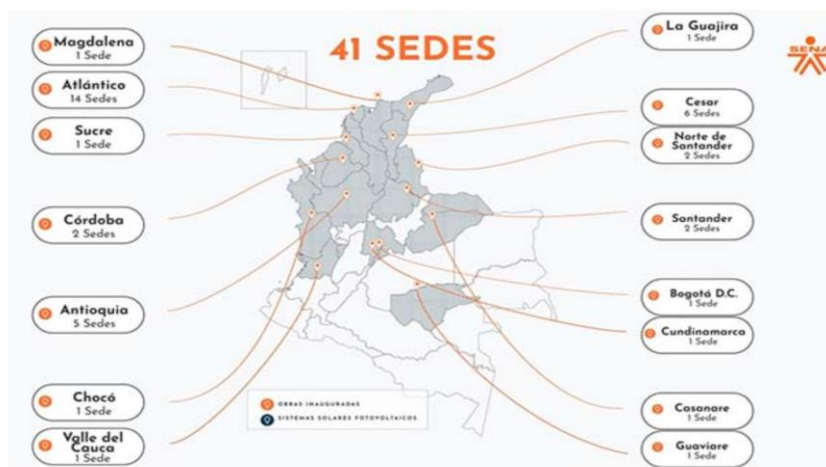 41 SEDES
SENA
Magdalena
1 Sede
Atlántico
14 Sedes
Sucre
1 Sede
Córdoba
2 Sedes
Antioquia
5 Sedes
Chocó
1 Sede
Valle del
Cauca
1 Sede
La Guajira
1 Sede
Cesar
6 Sedes
Norte de
Santander
2 Sedes
Santander
2 Sedes
Bogotá D.C.
1 Sede
Cundinamarca
1 Sede
Casanare
1 Sede
Guaviare
1 Sede
OBRAS INAUGURADAS
SISTEMAS SOLARES FOTOVOLTAICOS